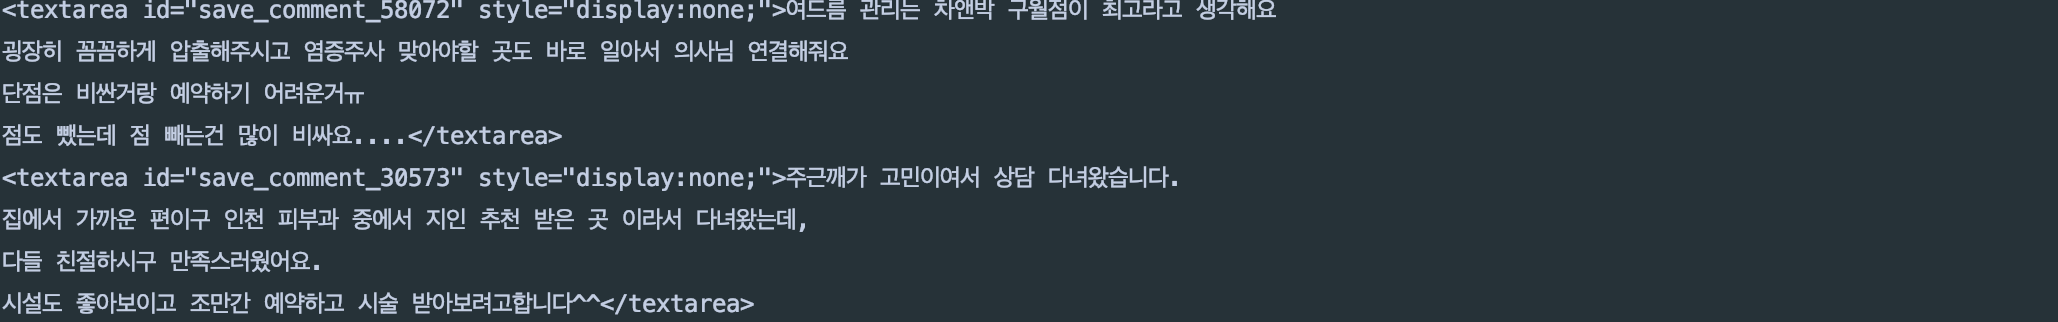 <textarea id="save_comment_58072" style="display:none;">여드름 관리는 차앤박 구월점이 최고라고 생각해요
굉장히 꼼꼼하게 압출해주시고 염증주사 맞아야할 곳도 바로 일아서 의사님 연결해줘요
단점은 비싼거랑 예약하기 어려운거ㅠ
점도 뺐는데 점 빼는건 많이 비싸요....</textarea>
<textarea id="save_comment_30573" style="display:none;">주근깨가 고민이여서 상담 다녀왔습니다.
집에서 가까운 편이구 인천 피부과 중에서 지인 추천 받은 곳 이라서 다녀왔는데,
다들 친절하시구 만족스러웠어요.
시설도 좋아보이고 조만간 예약하고 시술 받아보려고합니다^^</textarea>